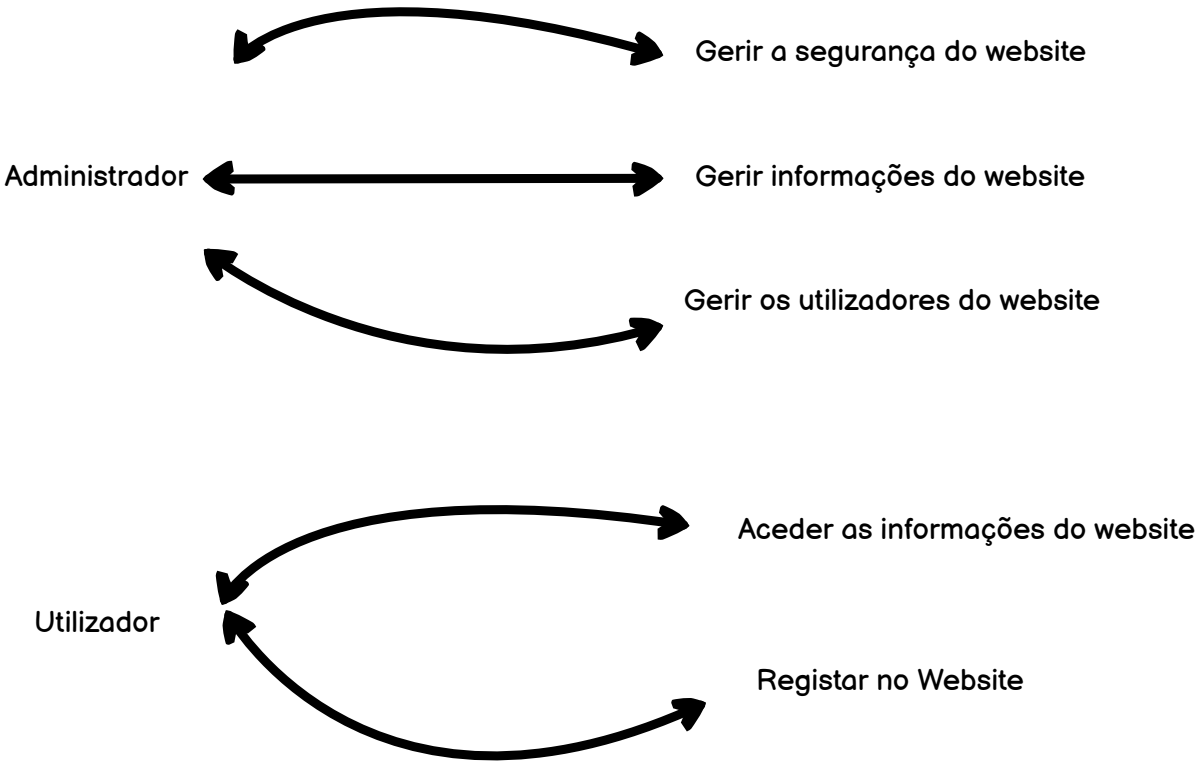 Gerir a segurança do website
Administrador
Gerir informações do website
Gerir os utilizadores do website
Aceder as informações do website
Utilizador
Registar no Website